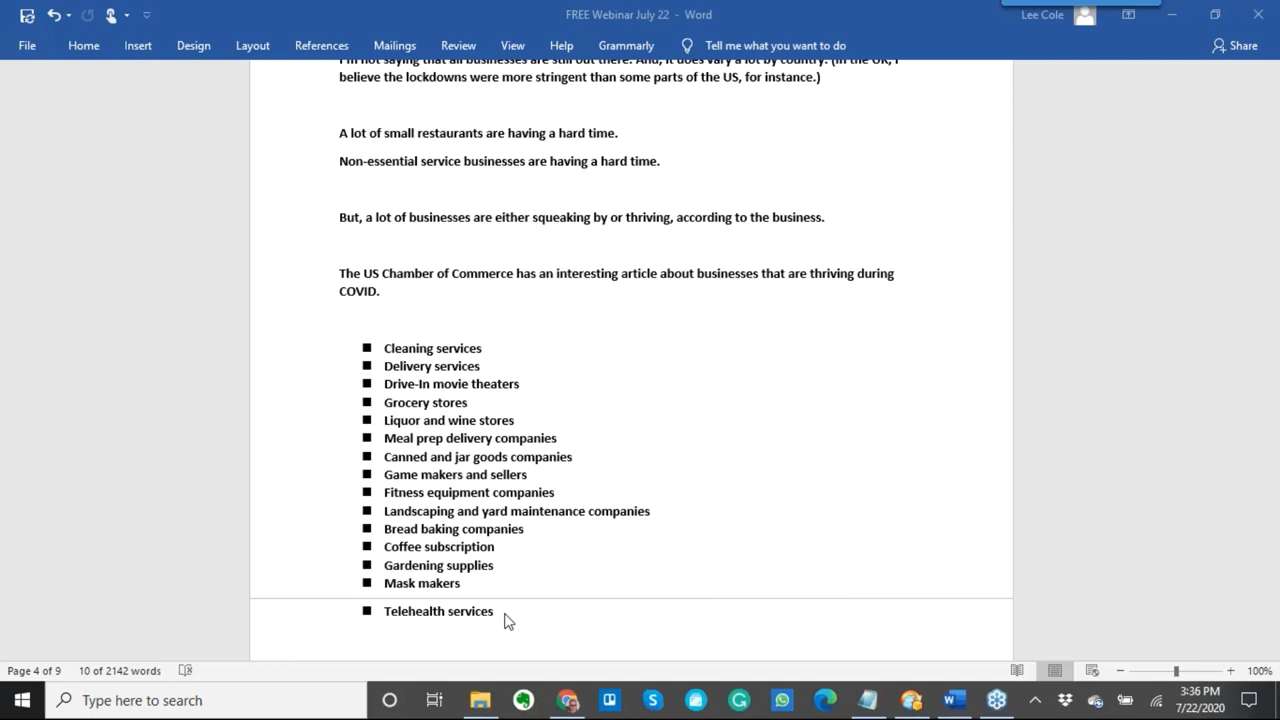 FREE Webinar July 22 - Word
Lee Cole
File Home Insert Design Layout References Mailings Review View Help Grammarly Tell me what you want to do Share
I'm not saying that all businesses are still out there. And, it does vary a lot by country. (In the UK, I
believe the lockdowns were more stringent than some parts of the US, for instance.)
A lot of small restaurants are having a hard time.
Non-essential service businesses are having a hard time.
But, a lot of businesses are either squeaking by or thriving, according to the business.
The US Chamber of Commerce has an interesting article about businesses that are thriving during
COVID.
Cleaning services
Delivery services
Drive-In movie theaters
Grocery stores
Liquor and wine stores
Meal prep delivery companies
Canned and jar goods companies
Game makers and sellers
Fitness equipment companies
Landscaping and yard maintenance companies
Bread baking companies
Coffee subscription
Gardening supplies
Mask makers
Telehealth services
Page 4 of 9 10 of 2142 words 100%
Type here to search
3:36 PM
7/22/2020